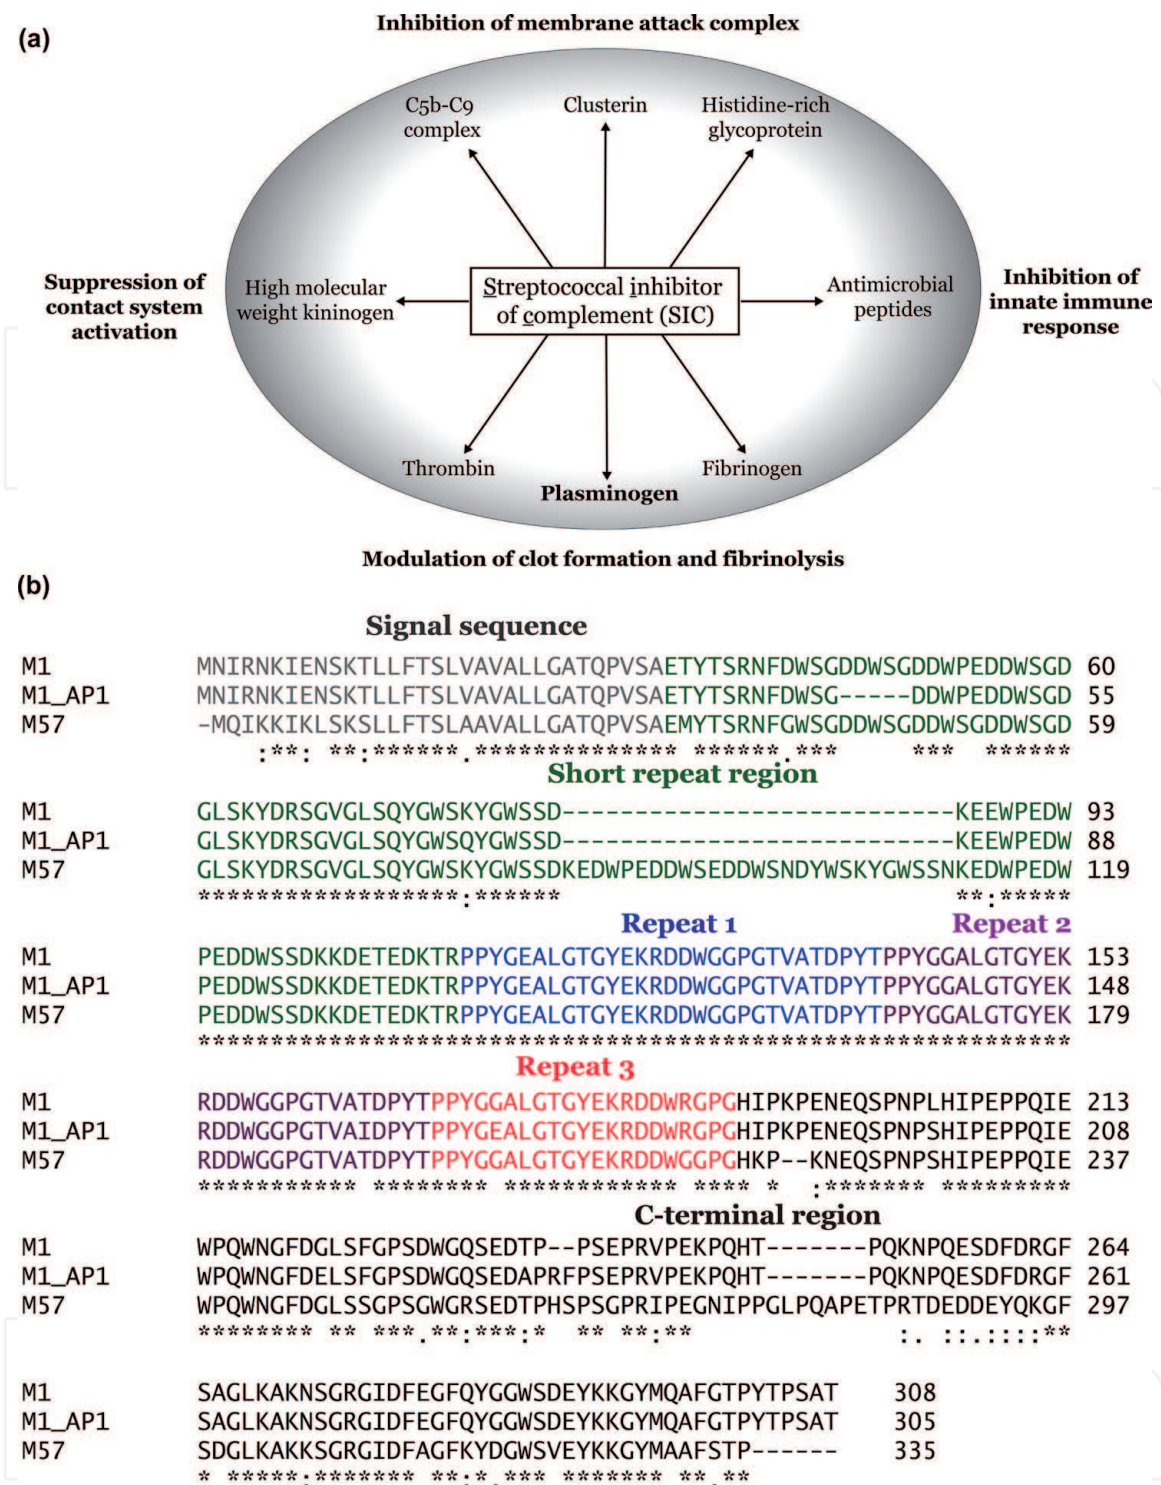 (a)
Inhibition of membrane attack complex
C5b-C9
complex
Clusterin
Histidine-rich
glycoprotein
Suppression of
contact system
activation
High molecular
weight kininogen
Streptococcal inhibitor
of complement (SIC)
Antimicrobial
peptides
Inhibition of
innate immune
response
Thrombin
Plasminogen
Fibrinogen
Modulation of clot formation and fibrinolysis
(b)
Signal sequence
M1 MNIRNKIENSKTLLFTSLVAVALLGATQPVSAETYTSRNFDWSGDDWSGDDWPEDDWSGD 60
M1_AP1 MNIRNKIENSKTLLFTSLVAVALLGATQPVSAETYTSRNFDWSG-----DDWPEDDWSGD 55
M57 -MQIKKIKLSKSLLFTSLAAVALLGATQPVSAEMYTSRNFGWSGDDWSGDDWSGDDWSGD 59
:**: **:******.************** ******.*** *** ******
Short repeat region
M1 GLSKYDRSGVGLSQYGWSKYGWSSD---------------------------KEEWPEDW 93
M1_AP1 GLSKYDRSGVGLSQYGWSKYGWSSD---------------------------KEEWPEDW 88
M57 GLSKYDRSGVGLSQYGWSQYGWSSDKEDWPEDDWSEDDWSNDYWSKYGWSSNKEDWPEDW 119
******************:****** **:*****
Repeat 1 Repeat 2
M1 PEDDWSSDKKDETEDKTRPPYGEALGTGYEKRDDWGGPGTVATDPYTPPYGGALGTGYEK 153
M1_AP1 PEDDWSSDKKDETEDKTRPPYGEALGTGYEKRDDWGGPGTVATDPYTPPYGGALGTGYEK 148
M57 PEDDWSSDKKDETEDKTRPPYGEALGTGYEKRDDWGGPGTVATDPYTPPYGGALGTGYEK 179
************************************************************
Repeat 3
M1 RDDWGGPGTVATDPYTPPYGGALGTGYEKRDDWRGPGHIPKPENEQSPNPLHIPEPPQIE 213
M1_AP1 RDDWGGPGTVAIDPYTPPYGEALGTGYEKRDDWRGPGHIPKPENEQSPNPSHIPEPPQIE 208
M57 RDDWGGPGTVATDPYTPPYGGALGTGYEKRDDWGGPGHKP--KNEQSPNPSHIPEPPQIE 237
*********** ******** ************ **** * :******* *********
C-terminal region
M1 WPQWNGFDGLSFGPSDWGQSEDTP--PSEPRVPEKPQHT-------PQKNPQESDFDRGF 264
M1_AP1 WPQWNGFDELSFGPSDWGQSEDAPRFPSEPRVPEKPQHT-------PQKNPQESDFDRGF 261
M57 WPQWNGFDGLSSGPSGWGRSEDTPHSPSGPRIPEGNIPPGLPQAPETPRTDEDDEYQKGF 297
******** ** ***.**:***:* ** **:** :. ::.::::**
M1 SAGLKAKNSGRGIDFEGFQYGGWSDEYKKGYMQAFGTPYTPSAT 308
M1_AP1 SAGLKAKNSGRGIDFEGFQYGGWSDEYKKGYMQAFGTPYTPSAT 305
M57 SDGLKAKKSGRGIDFAGFKYDGWSVEYKKGYMAAFSTP------ 335
* *****:******* **:*.*** ******* **.**